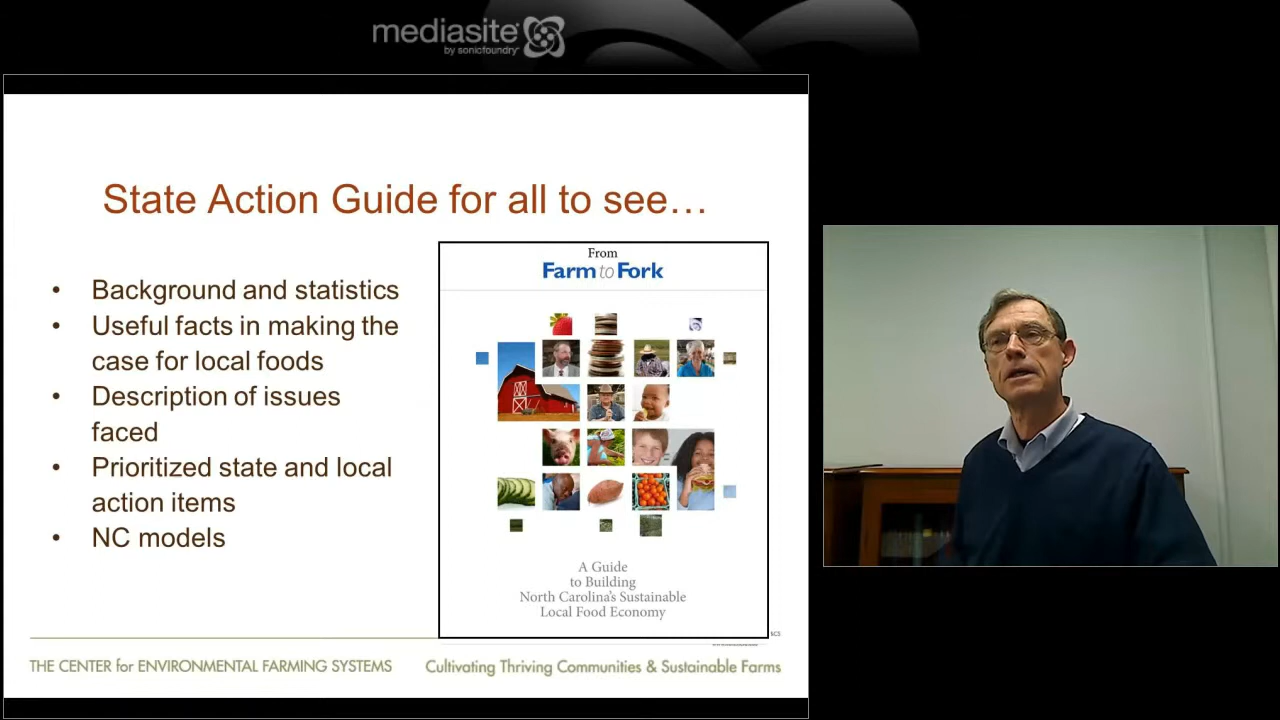 mediasite
by sonicfoundry
State Action Guide for all to see…
• Background and statistics
• Useful facts in making the
case for local foods
• Description of issues
faced
• Prioritized state and local
action items
• NC models
From
Farm to Fork
A Guide
to Building
North Carolina's Sustainable
Local Food Economy
THE CENTER for ENVIRONMENTAL FARMING SYSTEMS
Cultivating Thriving Communities & Sustainable Farms